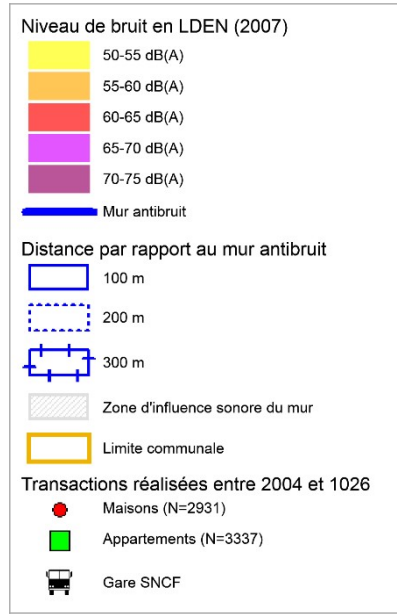 Niveau de bruit en LDEN (2007)
50-55 dB(A)
55-60 dB(A)
60-65 dB(A)
65-70 dB(A)
70-75 dB(A)
Mur antibruit
Distance par rapport au mur antibruit
100 m
200 m
300 m
Zone d'influence sonore du mur
Limite communale
Transactions réalisées entre 2004 et 1026
Maisons (N=2931)
Appartements (N=3337)
Gare SNCF